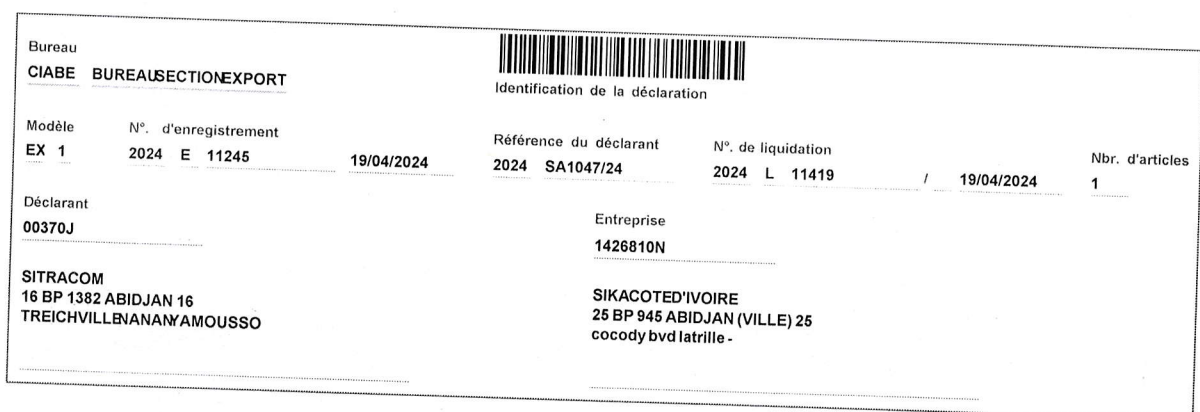 Bureau
CIABE BUREAUSECTIONEXPORT
Identification de la déclaration
Modèle N°. d'enregistrement Référence du déclarant N°. de liquidation Nbr. d'articles
EX 1 2024 E 11245 19/04/2024 2024 SA1047/24 2024 L 11419 / 19/04/2024 1
Déclarant Entreprise
00370J 1426810N
SITRACOM
16 BP 1382 ABIDJAN 16
TREICHVILLENANANYAMOUSSO
SIKACOTED'IVOIRE
25 BP 945 ABIDJAN (VILLE) 25
cocody bvd latrille -